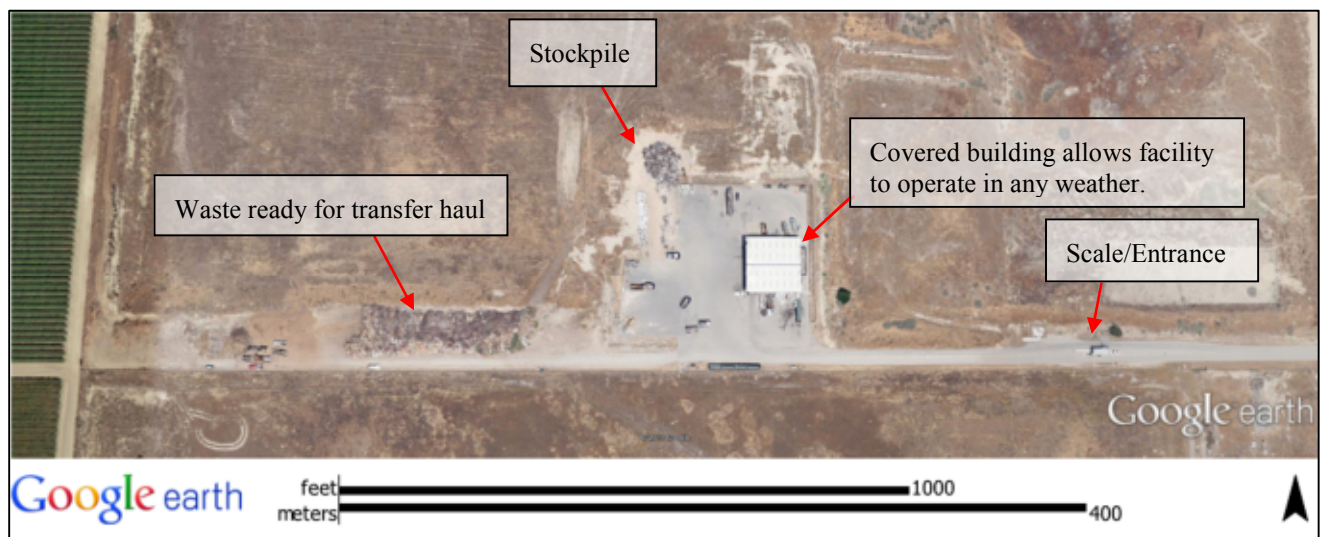 Stockpile
Covered building allows facility
to operate in any weather.
Waste ready for transfer haul
Scale/Entrance
Google earth
Google earth
feet 1000
meters 400